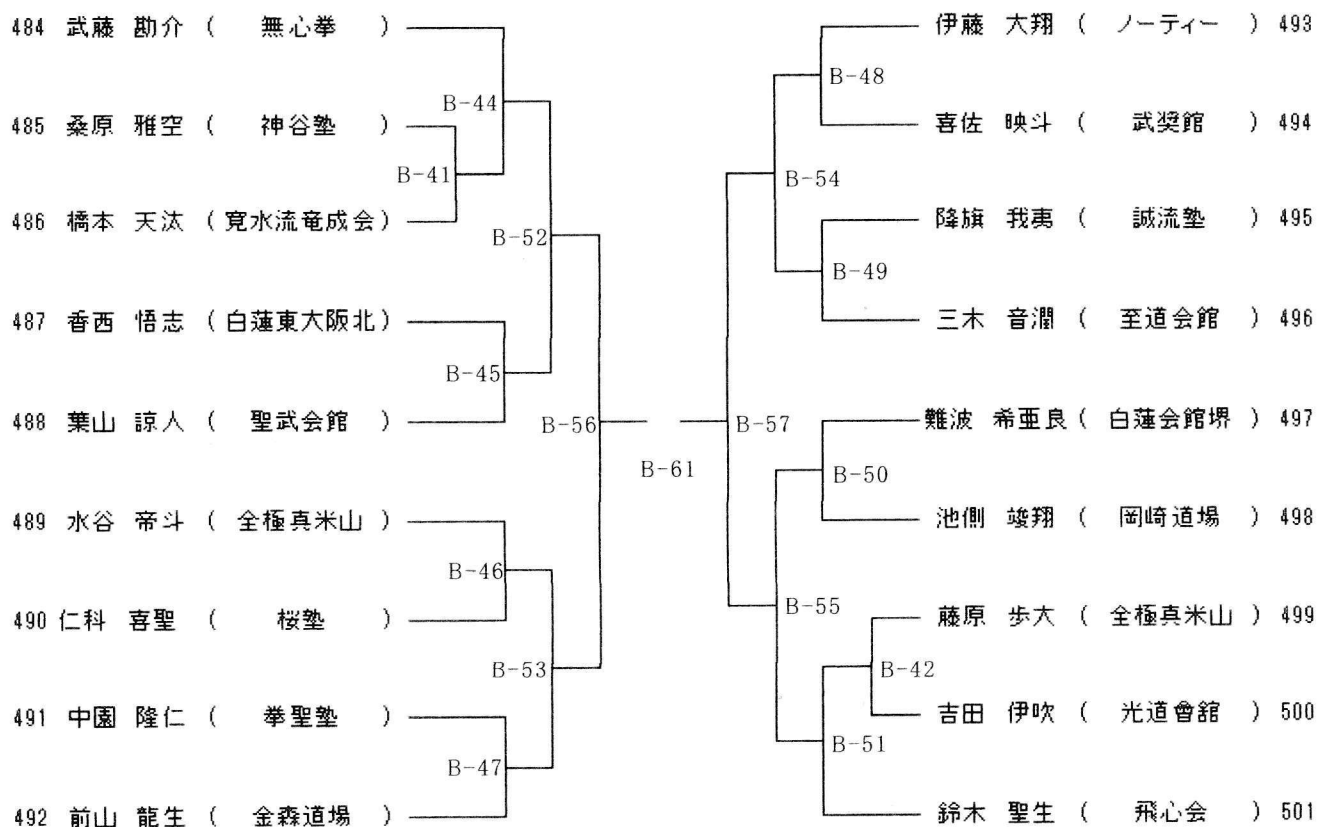 484 武藤 勘介 ( 無心拳 )
B-44
485 桑原 雅空 ( 神谷塾 )
B-41
486 橋本 天汰 ( 寛水流竜成会 )
B-52
487 香西 悟志 ( 白蓮東大阪北 )
B-45
488 葉山 諒人 ( 聖武会館 )
B-56
489 水谷 帝斗 ( 全極真米山 )
B-46
490 仁科 喜聖 ( 桜塾 )
B-53
491 中園 隆仁 ( 拳聖塾 )
B-47
492 前山 龍生 ( 金森道場 )
B-61
伊藤 大翔 ( ノーティー ) 493
B-48
喜佐 映斗 ( 武奨館 ) 494
B-54
降旗 我夷 ( 誠流塾 ) 495
B-49
三木 音潤 ( 至道会館 ) 496
B-57
難波 希亜良 ( 白蓮会館堺 ) 497
B-50
池側 竣翔 ( 岡崎道場 ) 498
B-55
藤原 歩大 ( 全極真米山 ) 499
B-42
吉田 伊吹 ( 光道會舘 ) 500
B-51
鈴木 聖生 ( 飛心会 ) 501